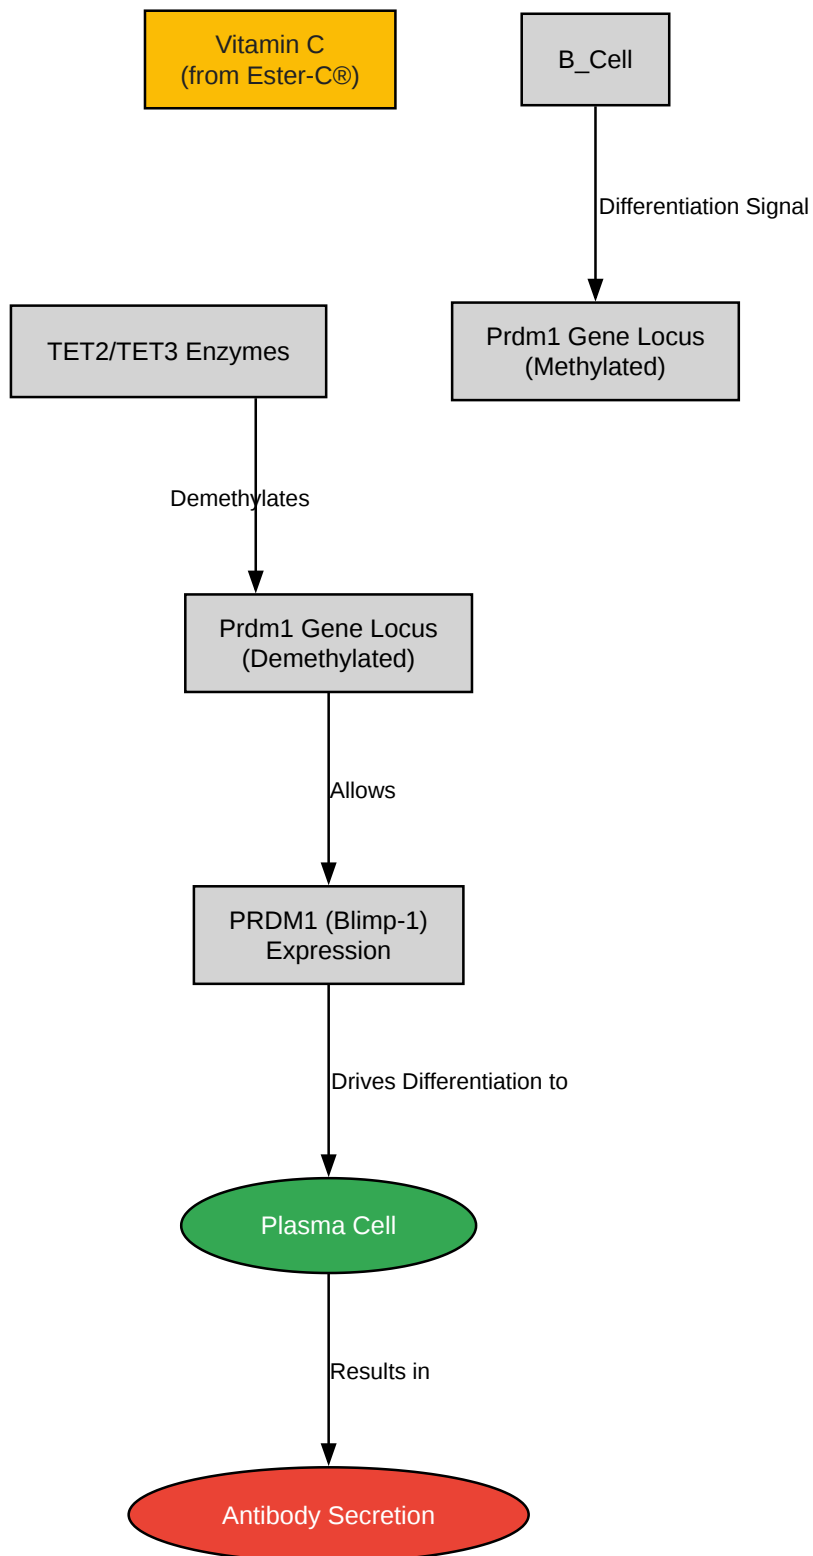 Vitamin C
(from Ester-C®)
B_Cell
Differentiation Signal
TET2/TET3 Enzymes
Prdm1 Gene Locus
(Methylated)
Demethylates
Prdm1 Gene Locus
(Demethylated)
Allows
PRDM1 (Blimp-1)
Expression
Drives Differentiation to
Plasma Cell
Results in
Antibody Secretion